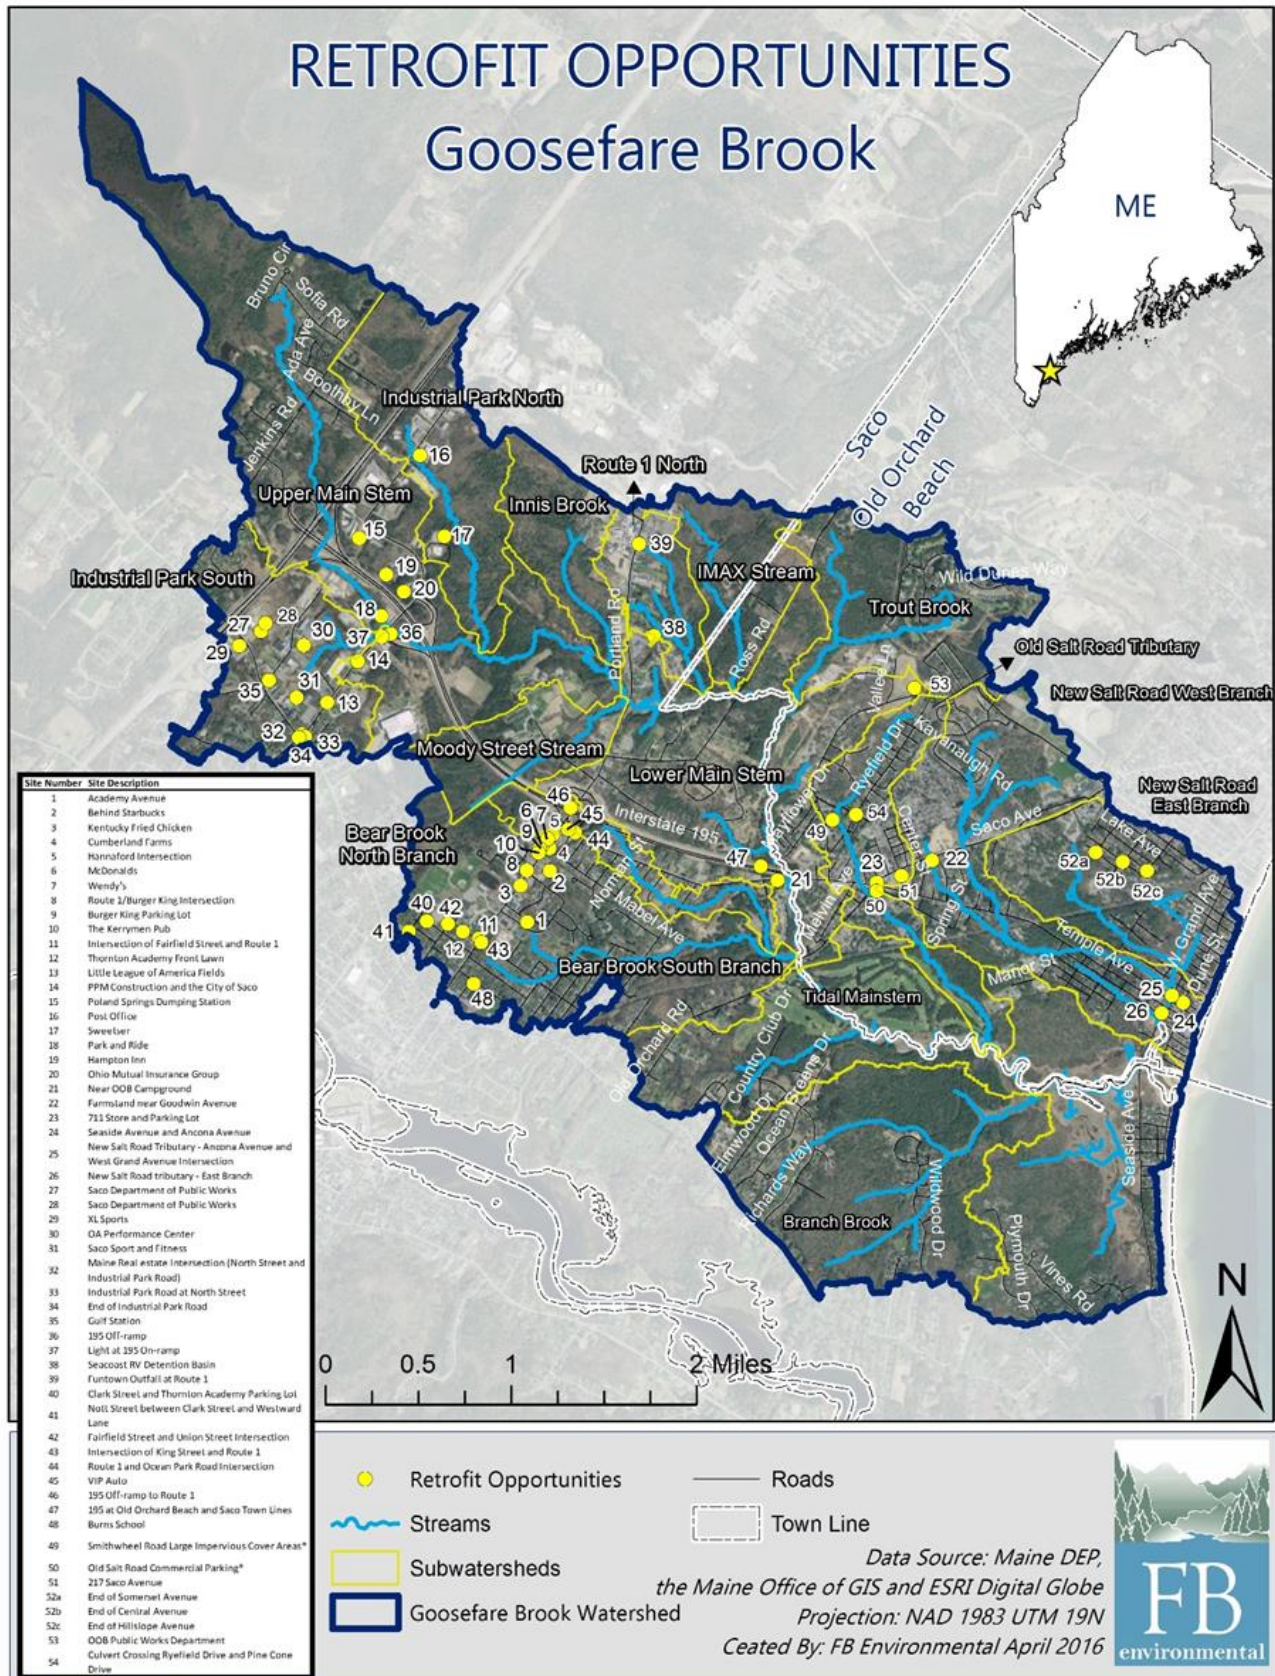 RETROFIT OPPORTUNITIES
Goosefare Brook
ME
Bruno Cir
Sofia Rd
Ada Ave
Boothby Ln
Jenkins Rd
Industrial Park North
Saco
Old Orchard
Beach
16
Route 1 North
Upper Main Stem
Innis Brook
15
17
39
IMAX Stream
Wild Dunes Way
Industrial Park South
19
20
Trout Brook
Portland Rd
18
27
28
37
36
38
29
30
14
Ross Rd
Old Salt Road Tributary
Vallee Ln
35
31
13
53
New Salt Road West Branch
32
33
34
Moody Street Stream
Lower Main Stem
Ryefield Dr
Kavanaugh Rd
New Salt Road
East Branch
46
6
7
45
Interstate 195
54
Saco Ave
Lake Ave
Bear Brook
North Branch
9
5
44
49
Center St
10
4
8
47
23
22
52a
52b
52c
3
2
Mabel Ave
21
51
50
Spring St
W Grand Ave
40
42
11
1
41
12
43
Temple Ave
Dune St
Manor St
Bear Brook South Branch
48
Tidal Mainstem
25
26
24
Old Orchard Rd
Country Club Dr
Ocean Greens Dr
Elmwood Dr
Seaside Ave
Branch Brook
Wildwood Dr
Plymouth Dr
Vines Rd
N
0 0.5 1 2 Miles
Site Number Site Description
1 Academy Avenue
2 Behind Starbucks
3 Kentucky Fried Chicken
4 Cumberland Farms
5 Hannaford Intersection
6 McDonalds
7 Wendy's
8 Route 1/Burger King Intersection
9 Burger King Parking Lot
10 The Kerrymen Pub
11 Intersection of Fairfield Street and Route 1
12 Thornton Academy Front Lawn
13 Little League of America Fields
14 PPM Construction and the City of Saco
15 Poland Springs Dumping Station
16 Post Office
17 Sweetser
18 Park and Ride
19 Hampton Inn
20 Ohio Mutual Insurance Group
21 Near OOB Campground
22 Farmstand near Goodwin Avenue
23 711 Store and Parking Lot
24 Seaside Avenue and Ancona Avenue
25 New Salt Road Tributary - Ancona Avenue and
West Grand Avenue Intersection
26 New Salt Road tributary - East Branch
27 Saco Department of Public Works
28 Saco Department of Public Works
29 XL Sports
30 OA Performance Center
31 Saco Sport and Fitness
32 Maine Real estate Intersection (North Street and
Industrial Park Road)
33 Industrial Park Road at North Street
34 End of Industrial Park Road
35 Gulf Station
36 195 Off-ramp
37 Light at 195 On-ramp
38 Seacoast RV Detention Basin
39 Funtown Outfall at Route 1
40 Clark Street and Thornton Academy Parking Lot
41 Nott Street between Clark Street and Westward
Lane
42 Fairfield Street and Union Street Intersection
43 Intersection of King Street and Route 1
44 Route 1 and Ocean Park Road Intersection
45 VIP Auto
46 195 Off-ramp to Route 1
47 195 at Old Orchard Beach and Saco Town Lines
48 Burns School
49 Smithwheel Road Large Impervious Cover Areas*
50 Old Salt Road Commercial Parking*
51 217 Saco Avenue
52a End of Somerset Avenue
52b End of Central Avenue
52c End of Hillslope Avenue
53 OOB Public Works Department
54 Culvert Crossing Ryefield Drive and Pine Cone
Drive
Retrofit Opportunities
Streams
Subwatersheds
Goosefare Brook Watershed
Roads
Town Line
Data Source: Maine DEP,
the Maine Office of GIS and ESRI Digital Globe
Projection: NAD 1983 UTM 19N
Ceated By: FB Environmental April 2016
FB
environmental